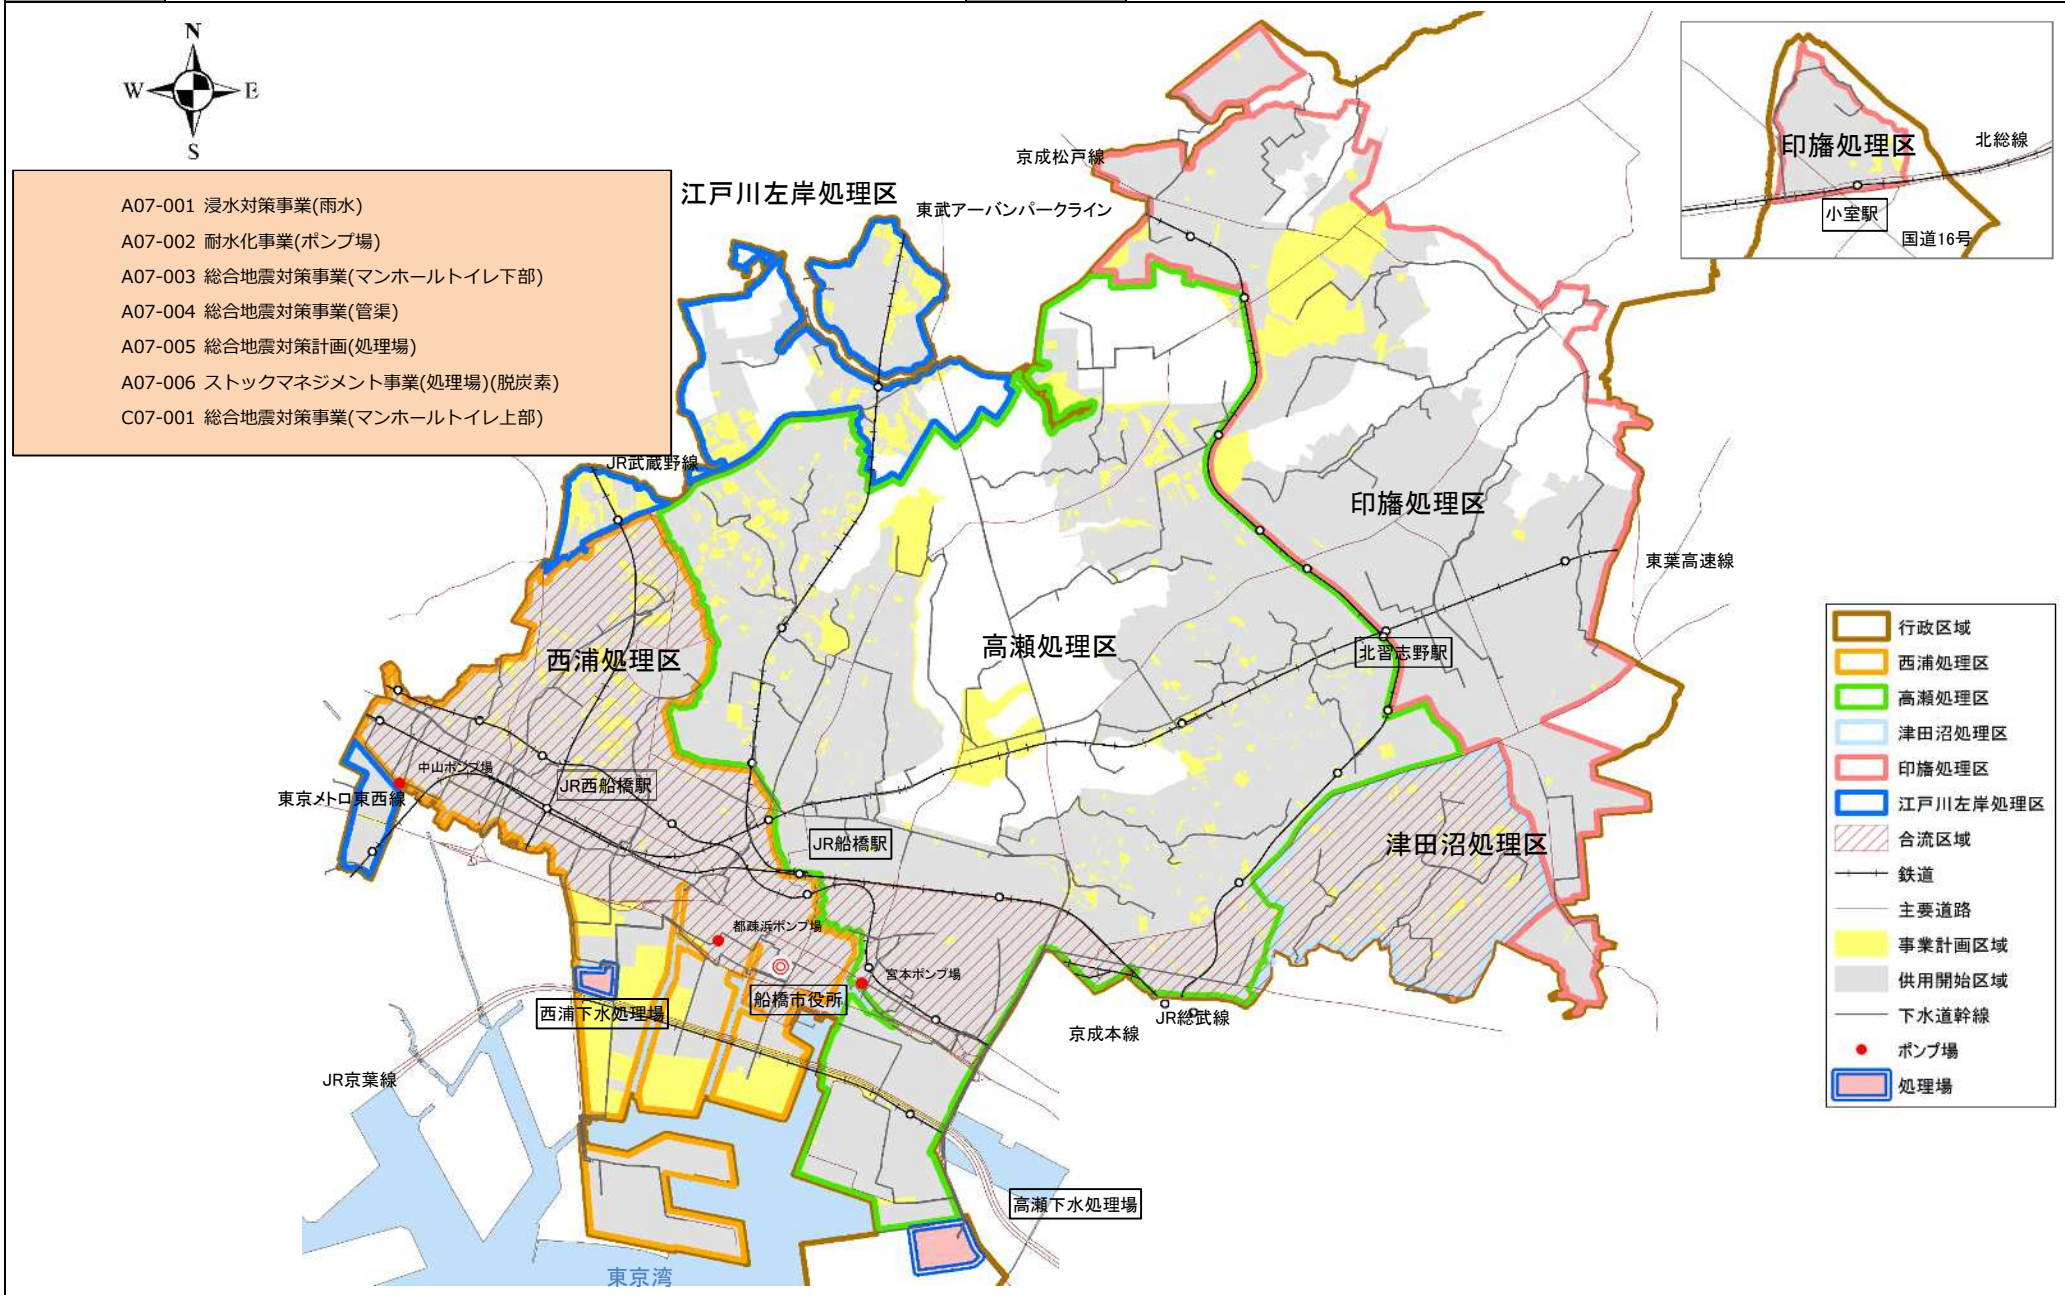 N
W
E
S
A07-001 浸水対策事業(雨水)
A07-002 耐水化事業(ポンプ場)
A07-003 総合地震対策事業(マンホールトイレ下部)
A07-004 総合地震対策事業(管渠)
A07-005 総合地震対策計画(処理場)
A07-006 ストックマネジメント事業(処理場)(脱炭素)
C07-001 総合地震対策事業(マンホールトイレ上部)
江戸川左岸処理区
京成松戸線
東武アーバンパークライン
印旛処理区
北総線
小室駅
国道16号
JR武蔵野線
印旛処理区
東葉高速線
西浦処理区
高瀬処理区
北習志野駅
中山ポンプ場
東京メトロ東西線
JR西船橋駅
JR船橋駅
津田沼処理区
都疎浜ポンプ場
宮本ポンプ場
船橋市役所
西浦下水処理場
京成本線
JR総武線
JR京葉線
高瀬下水処理場
東京湾
行政区域
西浦処理区
高瀬処理区
津田沼処理区
印旛処理区
江戸川左岸処理区
合流区域
鉄道
主要道路
事業計画区域
供用開始区域
下水道幹線
ポンプ場
処理場